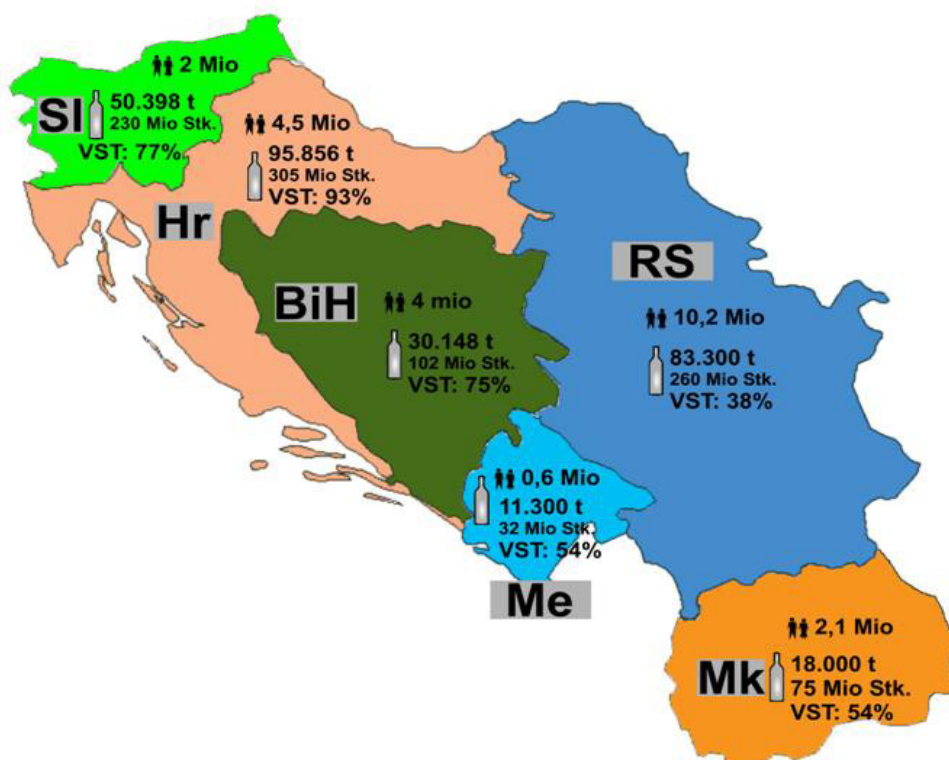 2 Mio
Sl
50.398 t
230 Mio Stk.
VST: 77%
4,5 Mio
95.856 t
305 Mio Stk.
VST: 93%
Hr
RS
10,2 Mio
83.300 t
260 Mio Stk.
VST: 38%
BiH
4 mio
30.148 t
102 Mio Stk.
VST: 75%
0,6 Mio
11.300 t
32 Mio Stk.
VST: 54%
Me
2,1 Mio
Mk
18.000 t
75 Mio Stk.
VST: 54%